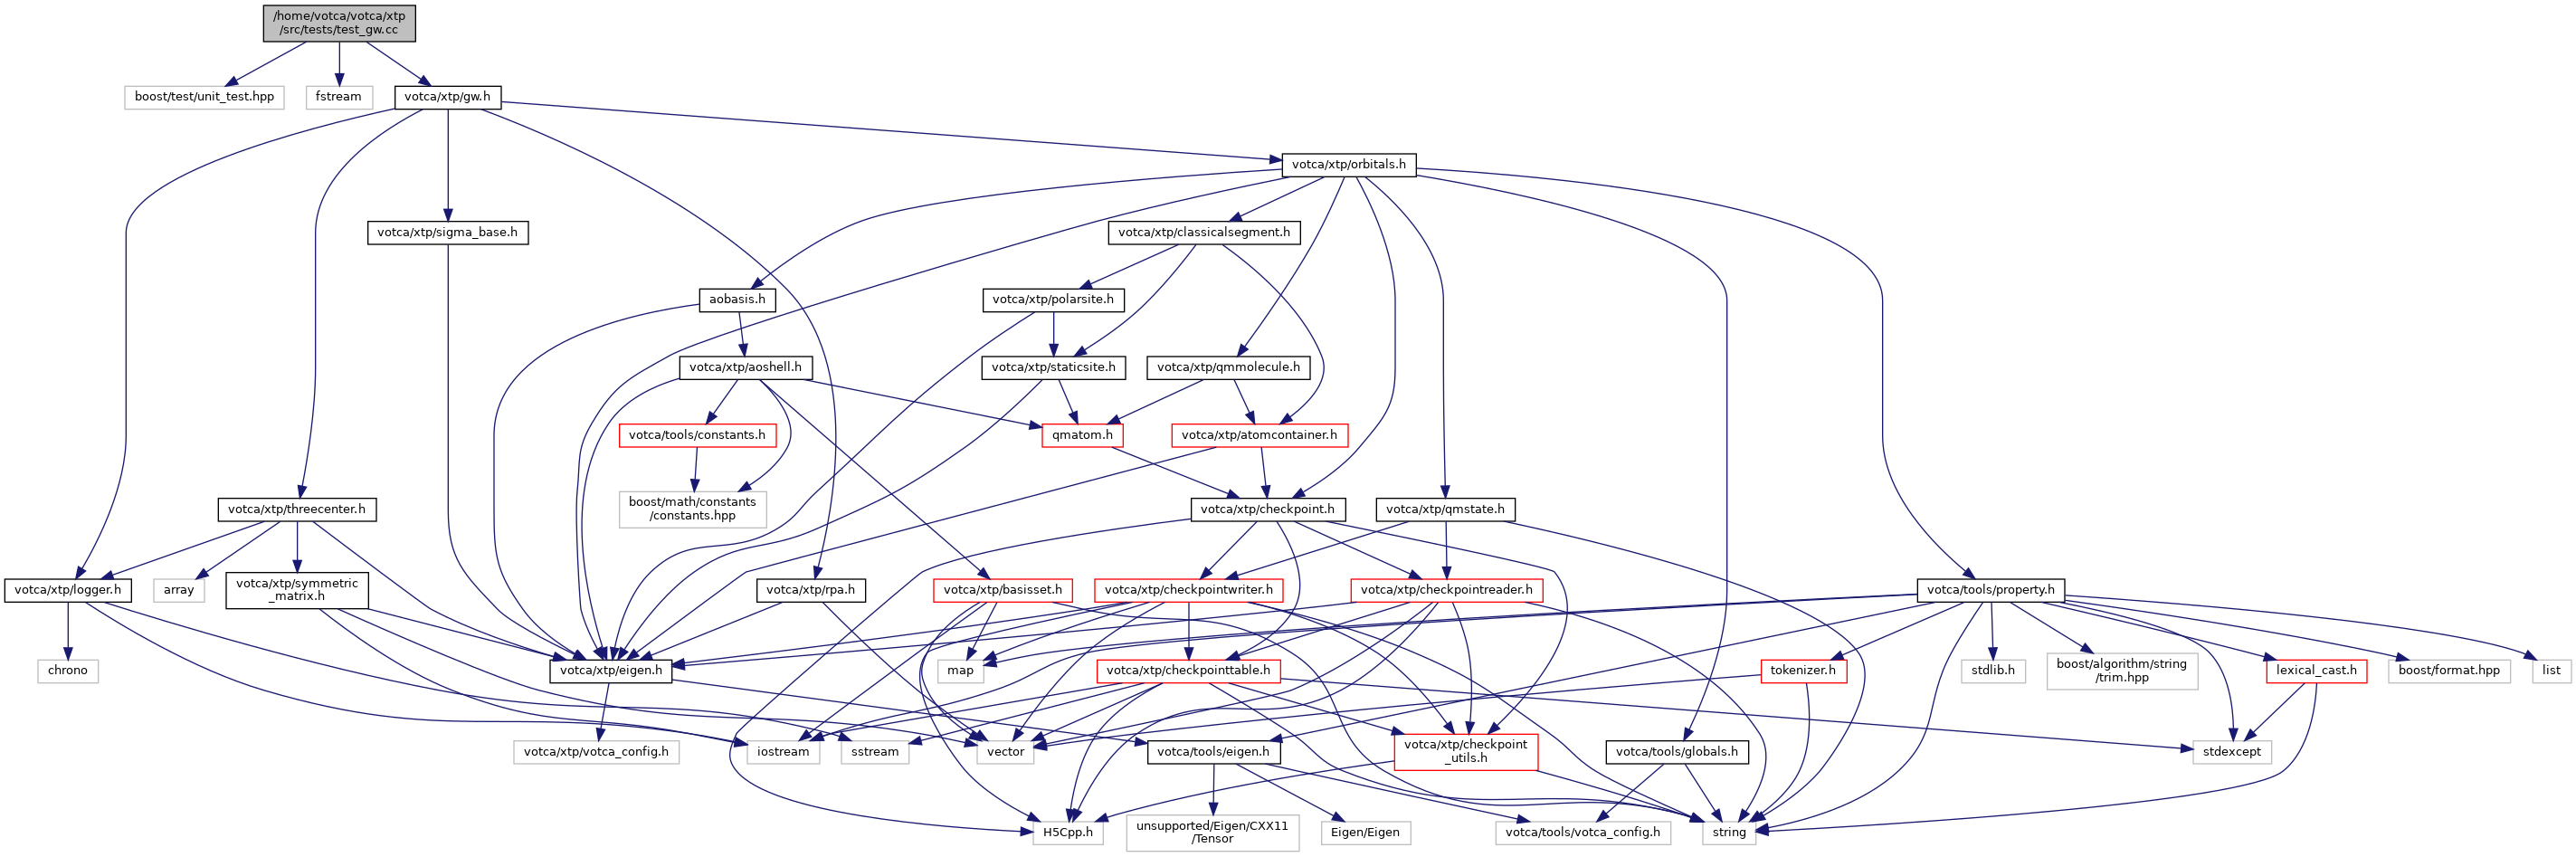 /home/votca/votca/xtp
/src/tests/test_gw.cc
boost/test/unit_test.hpp
fstream
votca/xtp/gw.h
votca/xtp/orbitals.h
votca/xtp/sigma_base.h
votca/xtp/classicalsegment.h
aobasis.h
votca/xtp/polarsite.h
votca/xtp/aoshell.h
votca/xtp/staticsite.h
votca/xtp/qmmolecule.h
votca/tools/constants.h
qmatom.h
votca/xtp/atomcontainer.h
votca/xtp/threecenter.h
boost/math/constants
/constants.hpp
votca/xtp/checkpoint.h
votca/xtp/qmstate.h
votca/xtp/logger.h
array
votca/xtp/symmetric
_matrix.h
votca/xtp/rpa.h
votca/xtp/basisset.h
votca/xtp/checkpointwriter.h
votca/xtp/checkpointreader.h
votca/tools/property.h
chrono
votca/xtp/eigen.h
map
votca/xtp/checkpointtable.h
tokenizer.h
stdlib.h
boost/algorithm/string
/trim.hpp
lexical_cast.h
boost/format.hpp
list
votca/xtp/votca_config.h
iostream
sstream
vector
votca/tools/eigen.h
votca/xtp/checkpoint
_utils.h
votca/tools/globals.h
stdexcept
H5Cpp.h
unsupported/Eigen/CXX11
/Tensor
Eigen/Eigen
votca/tools/votca_config.h
string